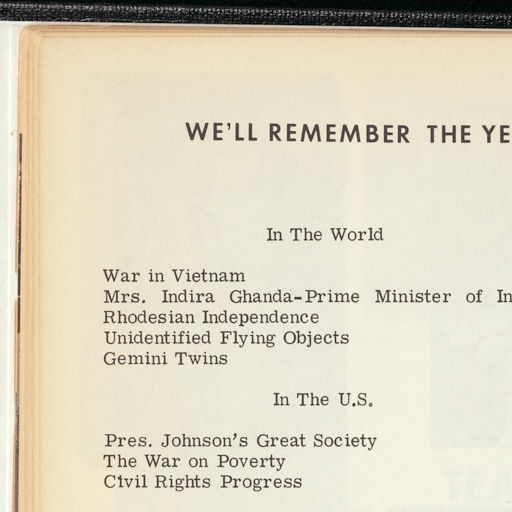 WE'LL REMEMBER THE YE
In The World
War in Vietnam
Mrs. Indira Ghanda-Prime Minister of In
Rhodesian Independence
Unidentified Flying Objects
Gemini Twins
In The U.S.
Pres. Johnson's Great Society
The War on Poverty
Civil Rights Progress